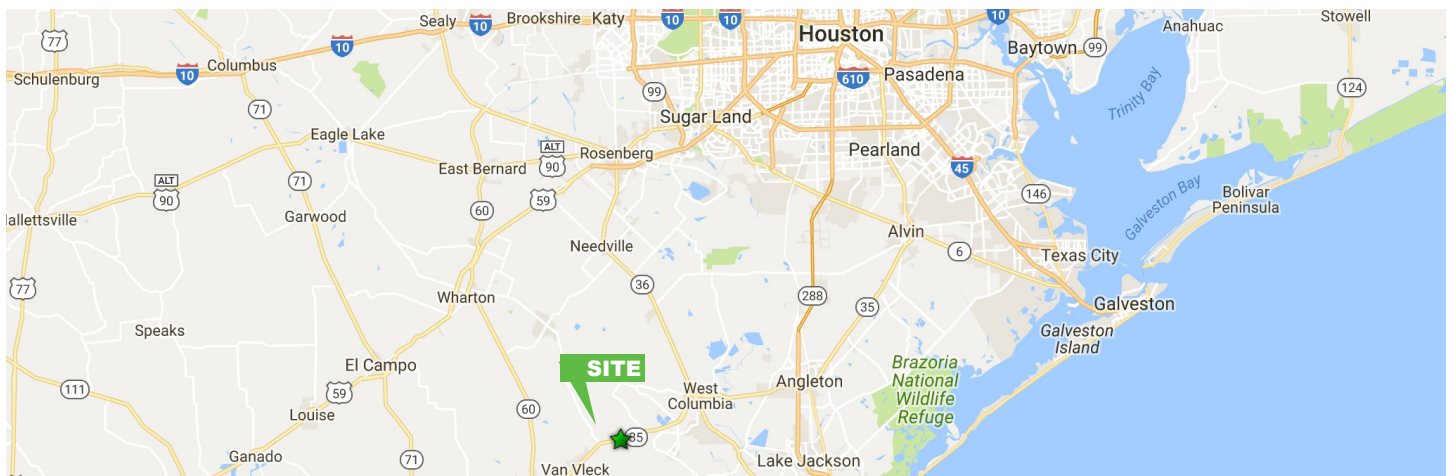 Sealy
Brookshire
Katy
10
10
10
10
Houston
Stowell
Anahuac
Baytown
99
77
10
Columbus
10
Schulenburg
610
Pasadena
124
99
71
Sugar Land
Trinity Bay
Eagle Lake
ALT
90
Rosenberg
Pearland
East Bernard
45
ALT
90
71
59
146
Bolivar
Peninsula
60
Garwood
Galveston Bay
Needville
Alvin
6
Texas City
77
36
288
35
Wharton
Galveston
Speaks
Galveston
Island
El Campo
SITE
Brazoria
National
Wildlife
Refuge
West
Columbia
Angleton
111
59
Louise
60
35
Ganado
71
Van Vleck
Lake Jackson